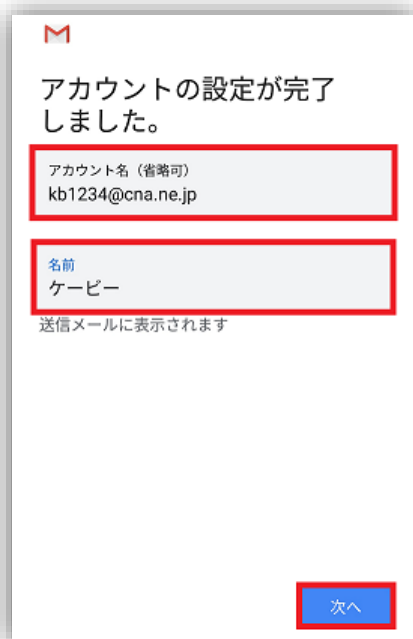 アカウントの設定が完了
しました。
アカウント名（省略可）
kb1234@cna.ne.jp
名前
ケービー
送信メールに表示されます
次へ